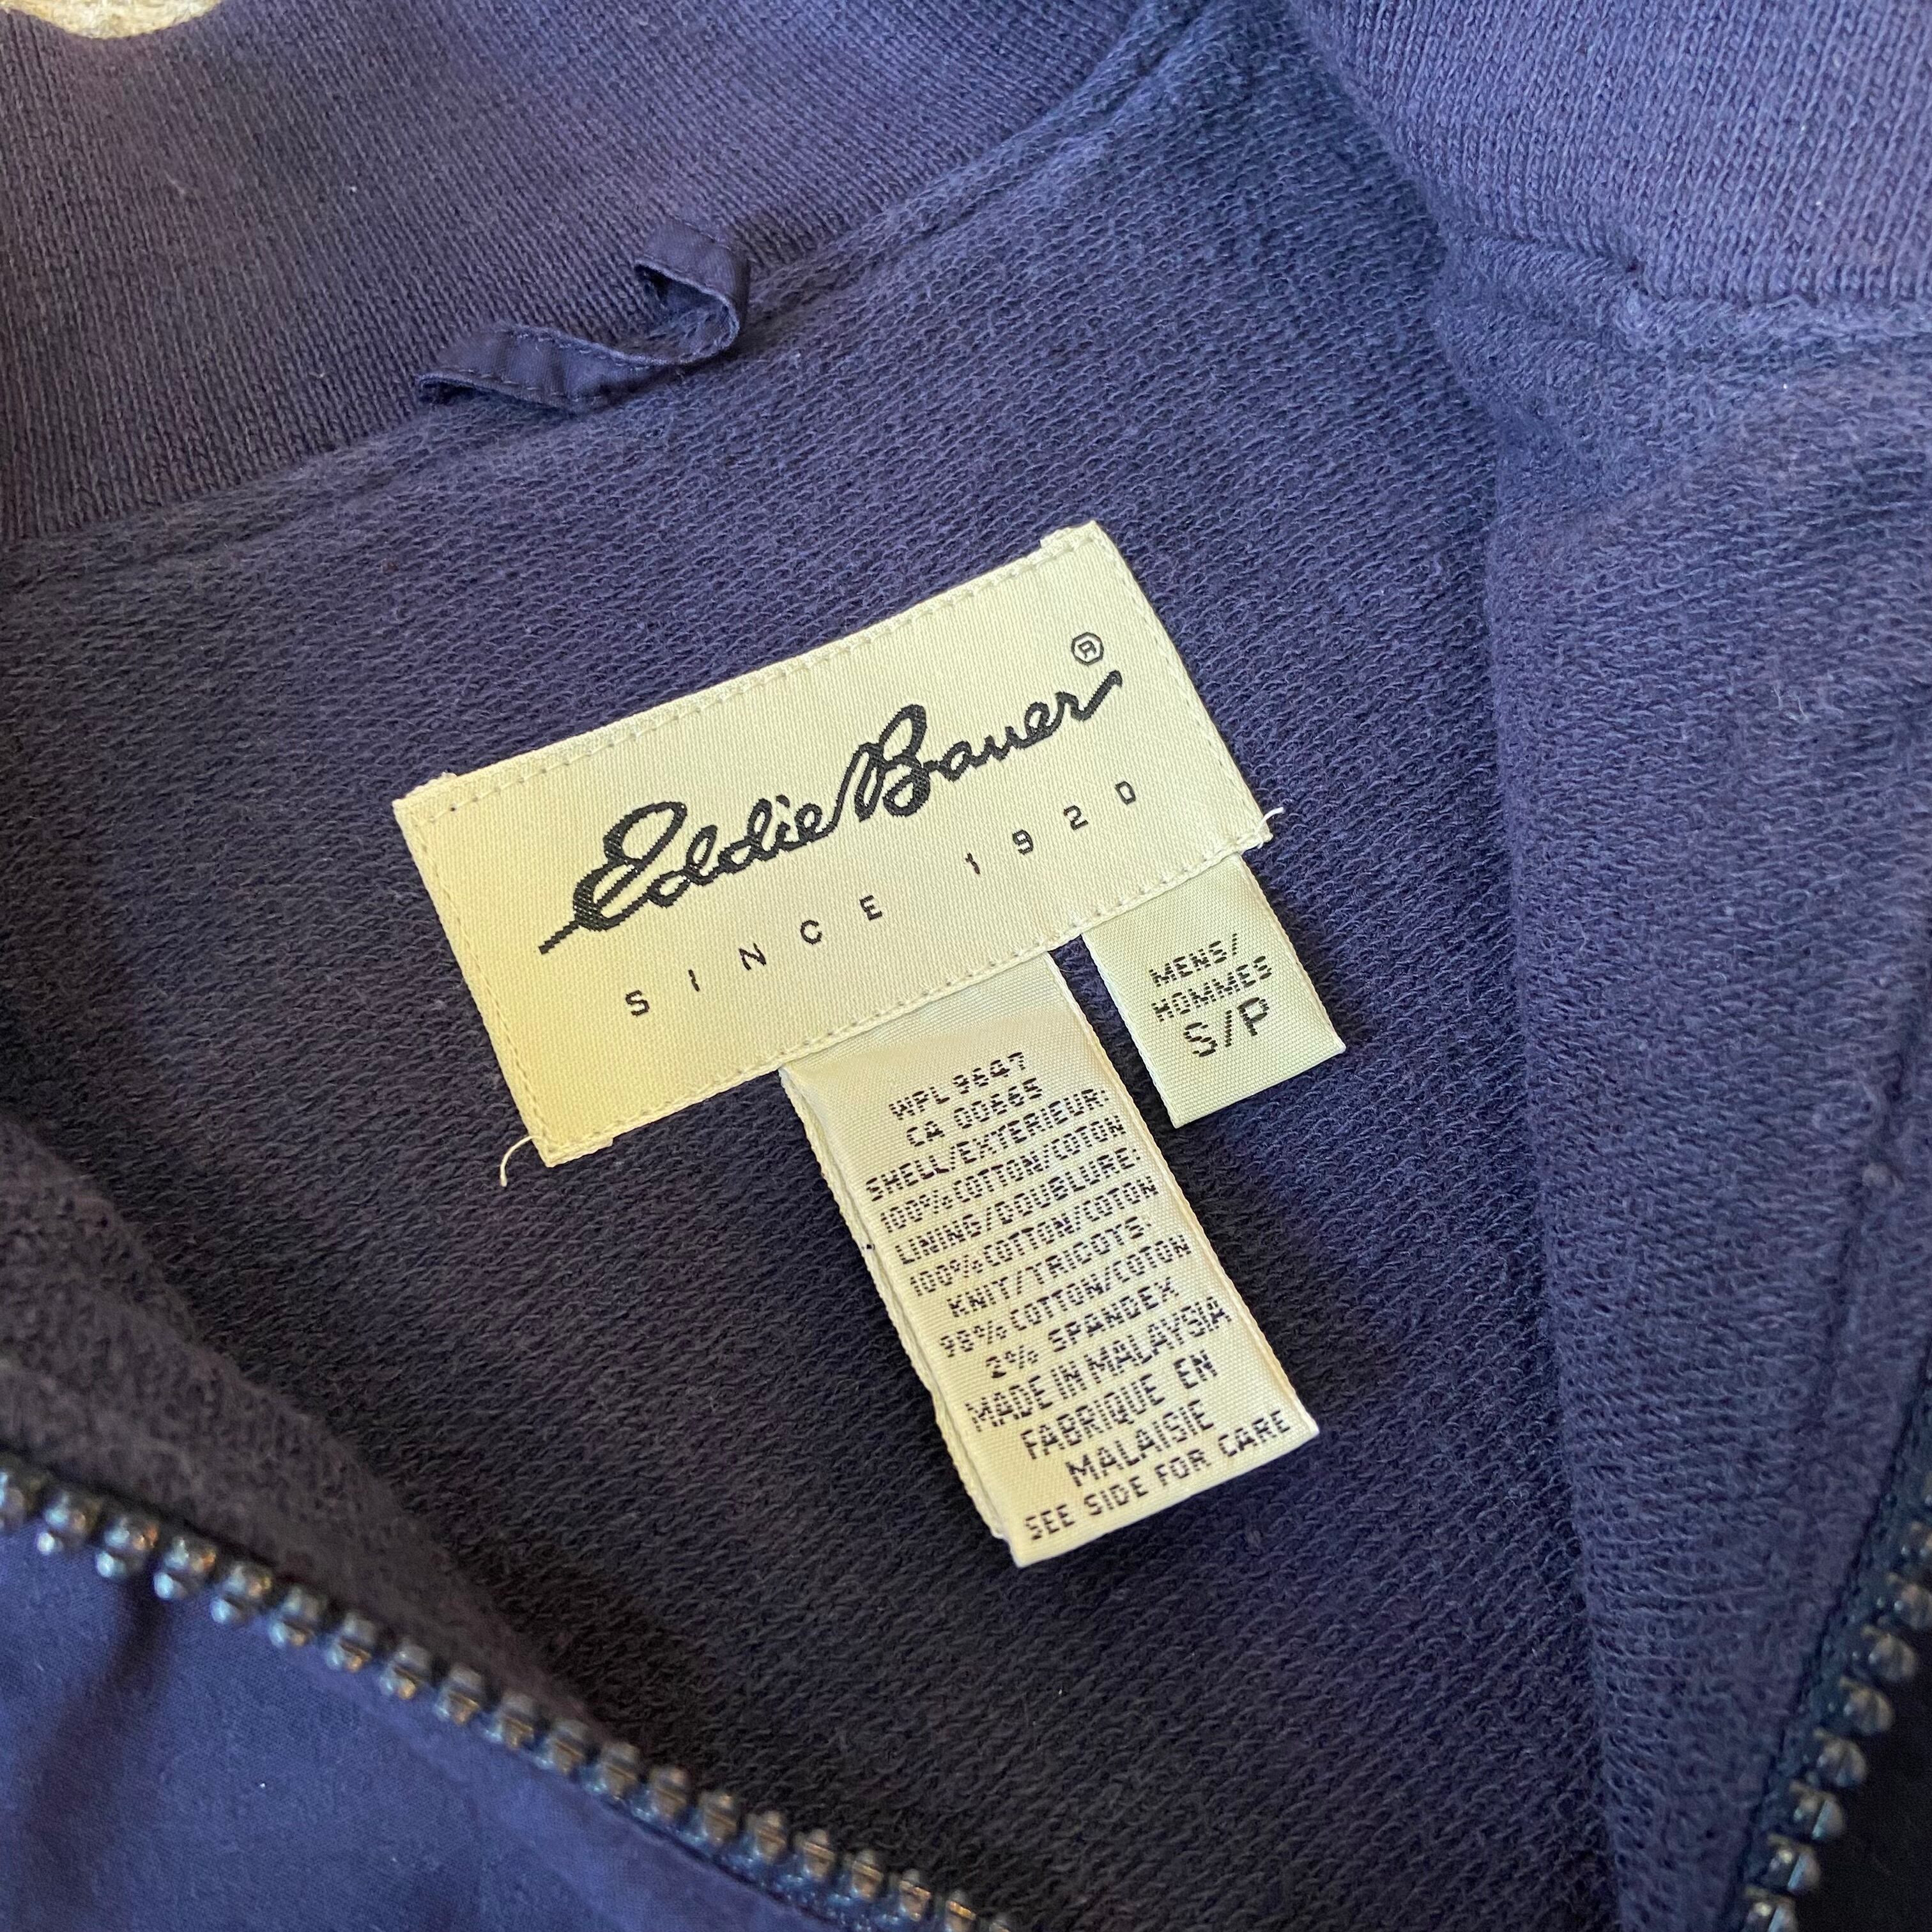 Eddie Bauer®
SINCE 1920
MENS/
HOMMES
S/P
WPL 9647
CA 00665
SHELL/EXTERIEUR:
100% COTTON/COTON
LINING/DOUBLURE:
100% COTTON/COTON
KNIT/TRICOTS:
98% COTTON/COTON
2% SPANDEX
MADE IN MALAYSIA
FABRIQUE EN
MALAISIE
SEE SIDE FOR CARE